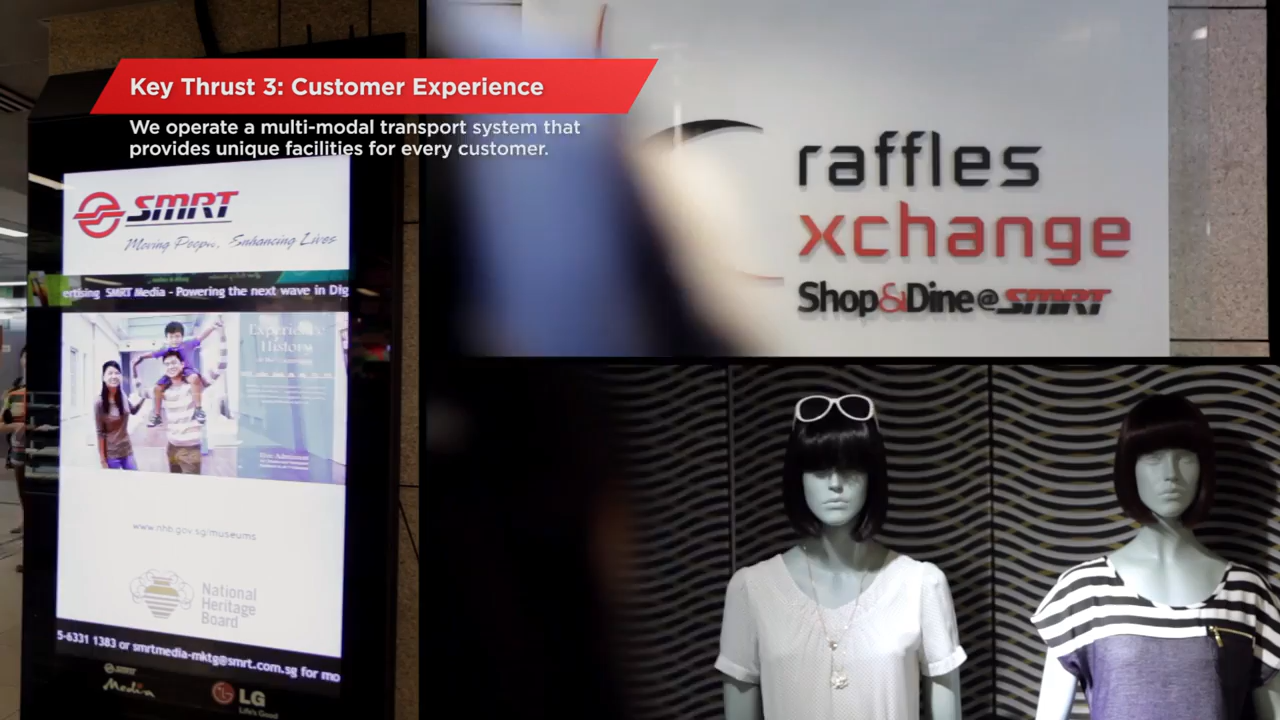 Key Thrust 3: Customer Experience
We operate a multi-modal transport system that
provides unique facilities for every customer.
SMRT
Moving People, Enhancing Lives
ertising SMRT Media - Powering the next wave in Dig
Experience
History
www.nhb.gov.sg/museums
National
Heritage
Board
5-6331 1383 or smrtmedia-mktg@smrt.com.sg for mo
SMRT
Media
LG
Life's Good
raffles
xchange
Shop&Dine@SMRT